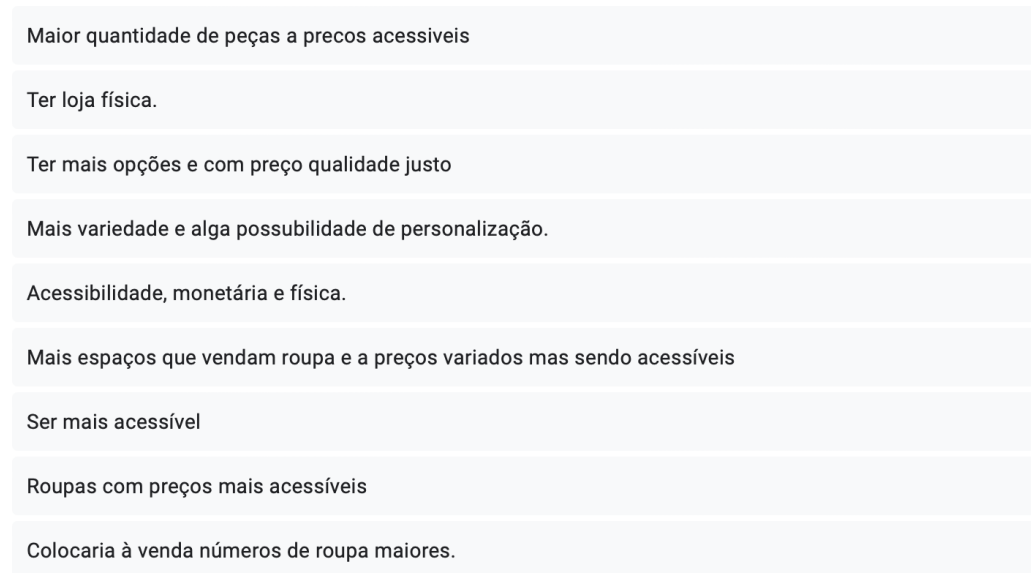 Maior quantidade de peças a precos acessiveis
Ter loja física.
Ter mais opções e com preço qualidade justo
Mais variedade e alga possubilidade de personalização.
Acessibilidade, monetária e física.
Mais espaços que vendam roupa e a preços variados mas sendo acessíveis
Ser mais acessível
Roupas com preços mais acessíveis
Colocaria à venda números de roupa maiores.